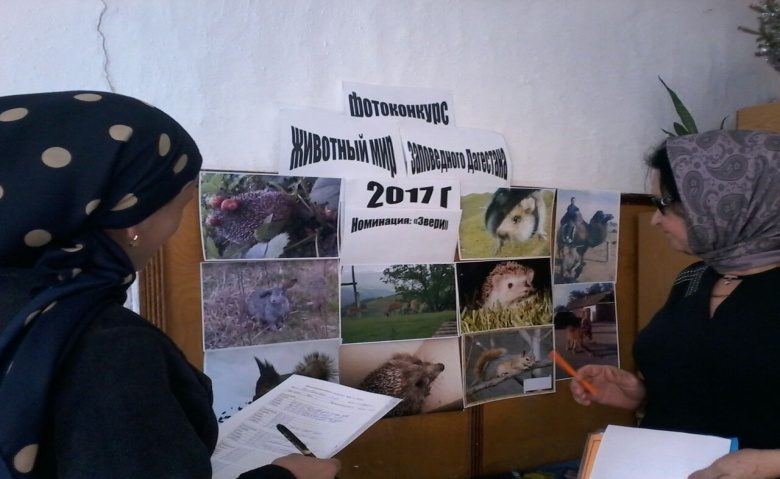 Фотоконкурс
Животный мир
заповедного Дагестана
2017 г
Номинация: «Звери»